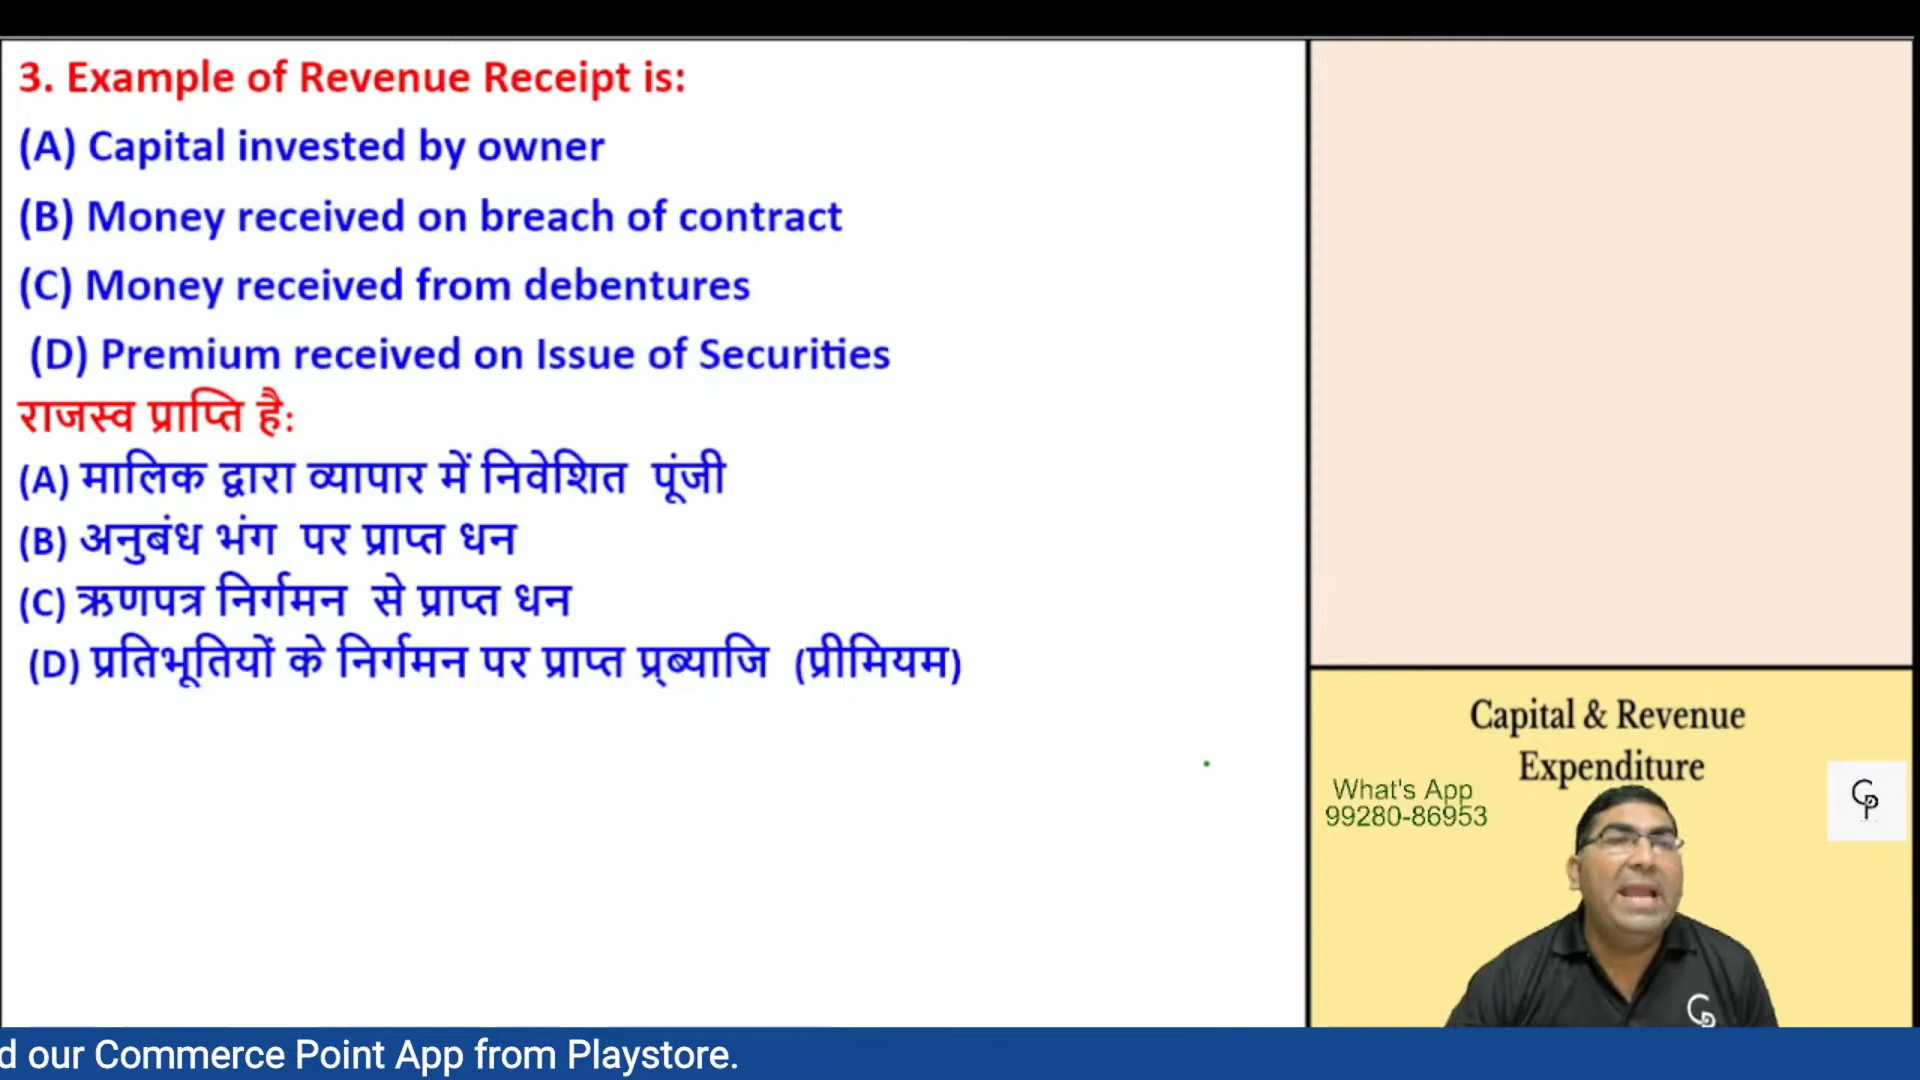 3. Example of Revenue Receipt is:
(A) Capital invested by owner
(B) Money received on breach of contract
(C) Money received from debentures
(D) Premium received on Issue of Securities
राजस्व प्राप्ति है:
(A) मालिक द्वारा व्यापार में निवेशित पूंजी
(B) अनुबंध भंग पर प्राप्त धन
(C) ऋणपत्र निर्गमन से प्राप्त धन
(D) प्रतिभूतियों के निर्गमन पर प्राप्त प्र्ब्याजि (प्रीमियम)
Capital & Revenue
Expenditure
What's App
99280-86953
CP
CP
d our Commerce Point App from Playstore.